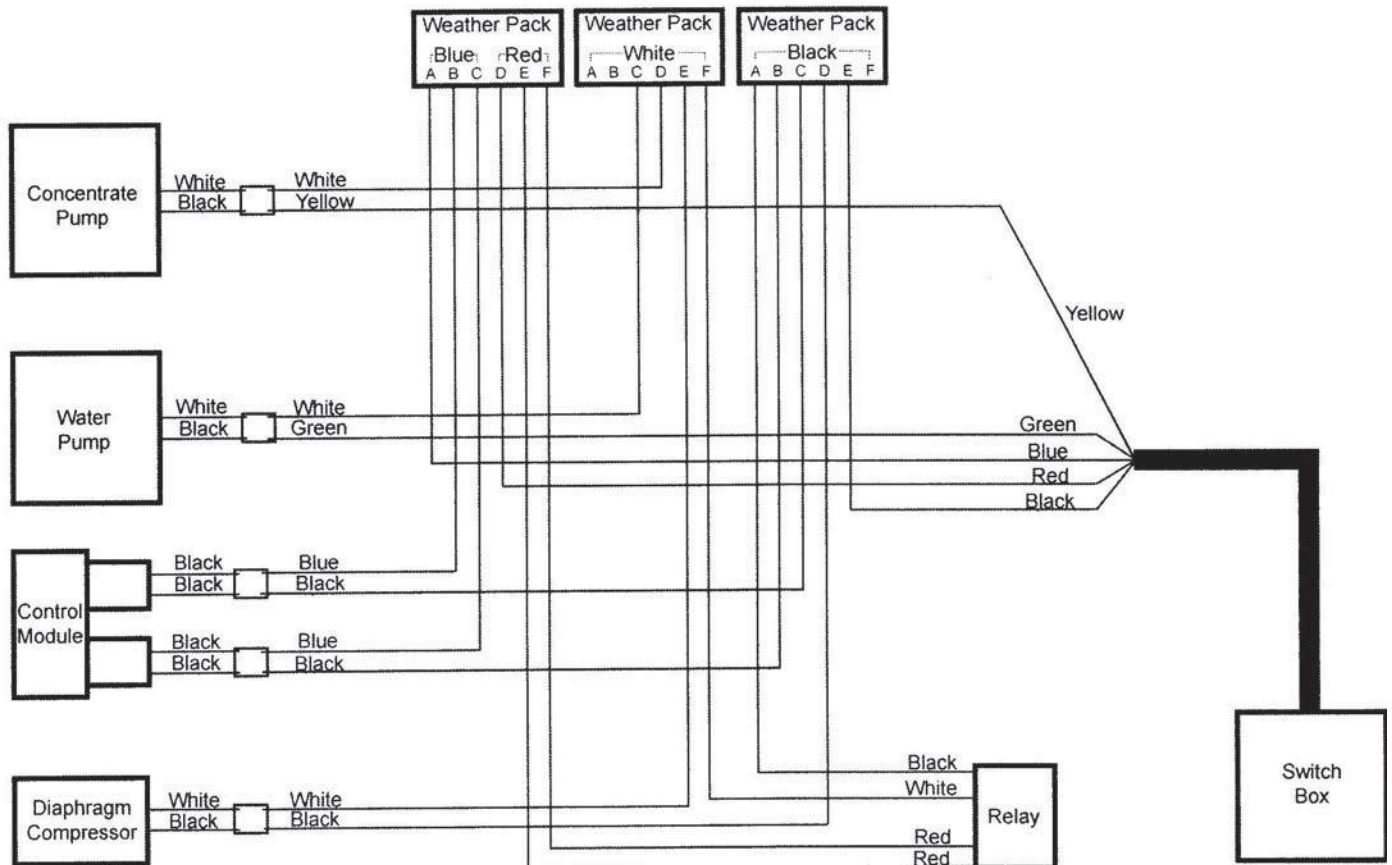 Weather Pack
Blue Red
A B C D E F
Weather Pack
White
A B C D E F
Weather Pack
Black
A B C D E F
Concentrate
Pump
White
Black
White
Yellow
Yellow
Water
Pump
White
Black
White
Green
Green
Blue
Red
Black
Control
Module
Black
Black
Blue
Black
Black
Black
Blue
Black
Diaphragm
Compressor
White
Black
White
Black
Black
White
Red
Red
Relay
Switch
Box